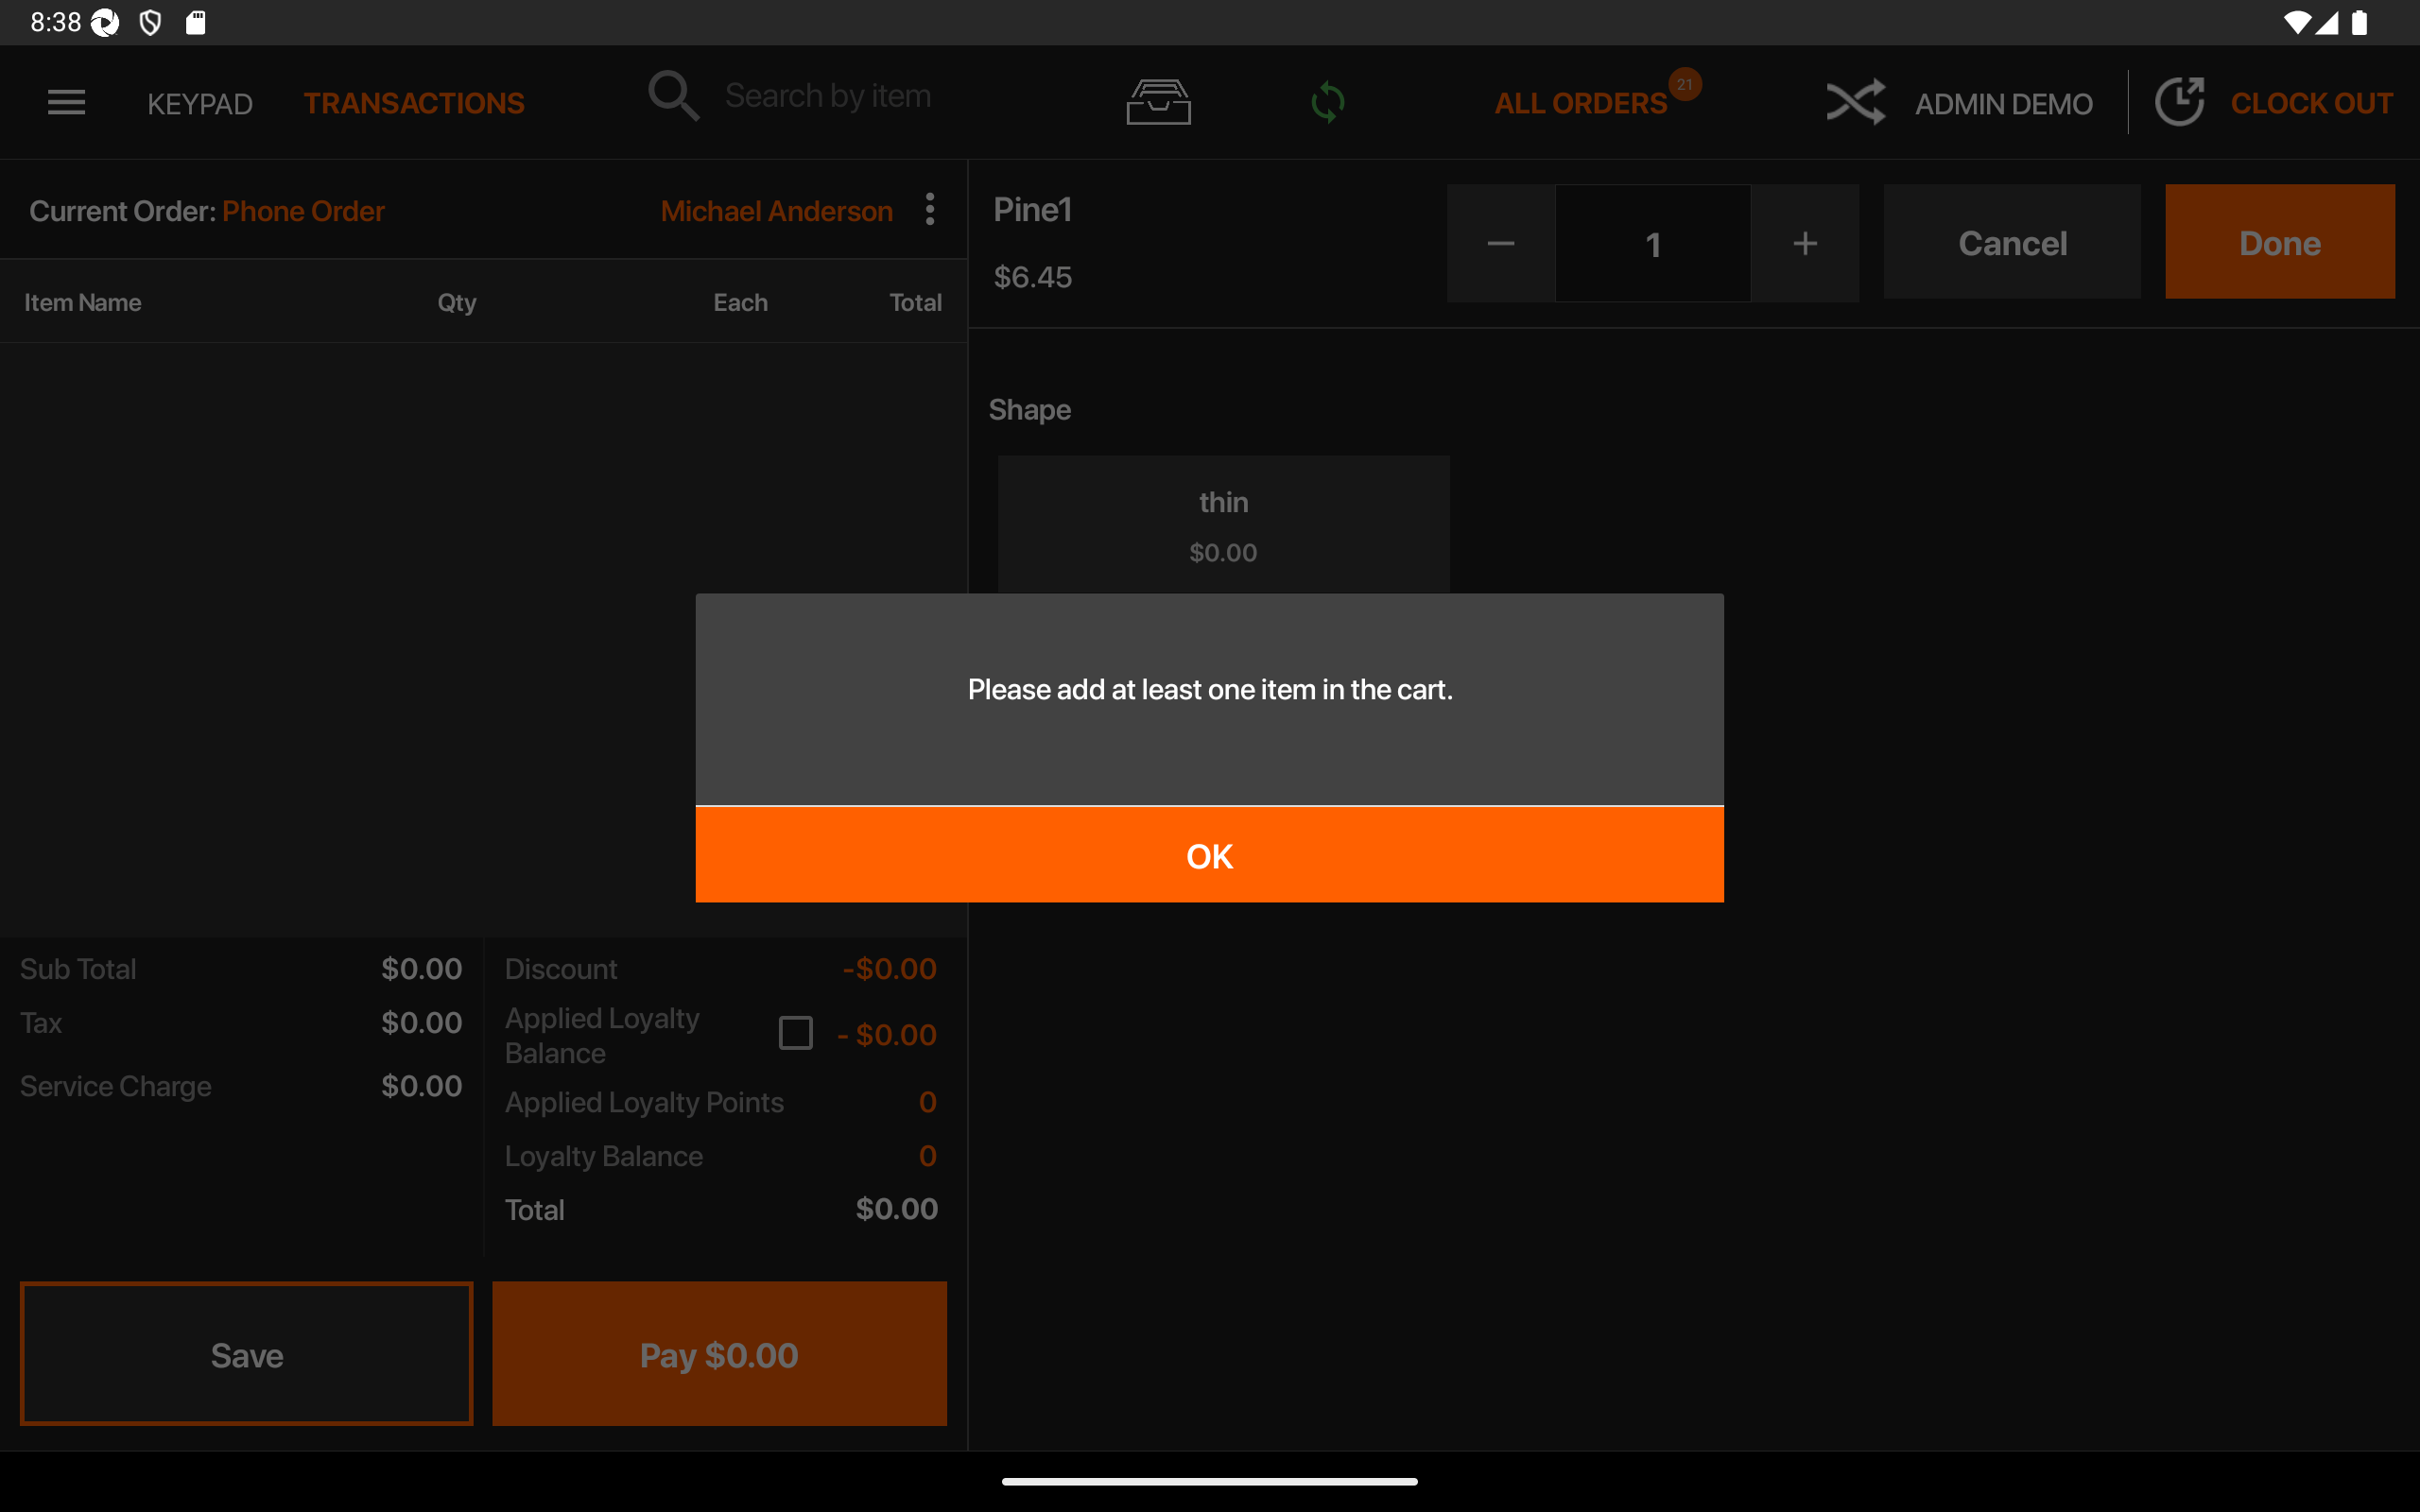 8:38
KEYPAD TRANSACTIONS Search by item ALL ORDERS 21 ADMIN DEMO CLOCK OUT
Current Order: Phone Order Michael Anderson
Item Name Qty Each Total
Pine1
$6.45
1
Cancel
Done
Shape
thin
$0.00
Please add at least one item in the cart.
OK
Sub Total $0.00
Tax $0.00
Service Charge $0.00
Discount -$0.00
Applied Loyalty
Balance - $0.00
Applied Loyalty Points 0
Loyalty Balance 0
Total $0.00
Save
Pay $0.00